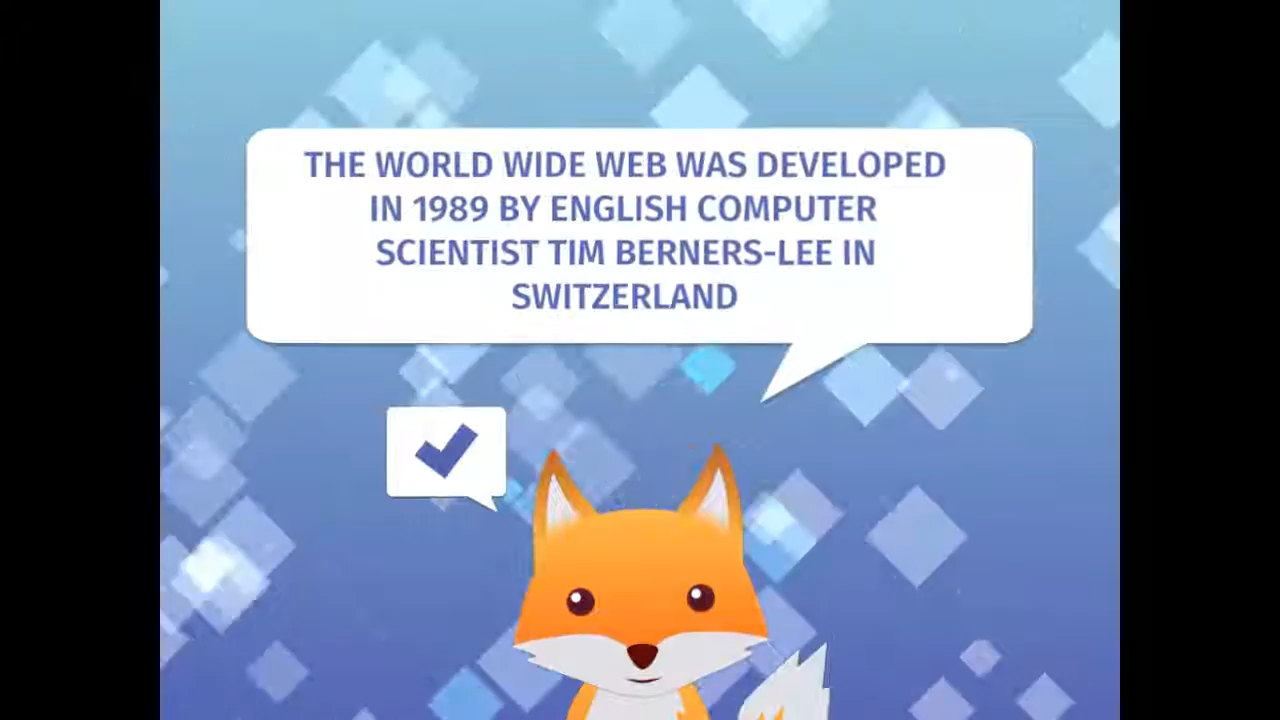 THE WORLD WIDE WEB WAS DEVELOPED
IN 1989 BY ENGLISH COMPUTER
SCIENTIST TIM BERNERS-LEE IN
SWITZERLAND